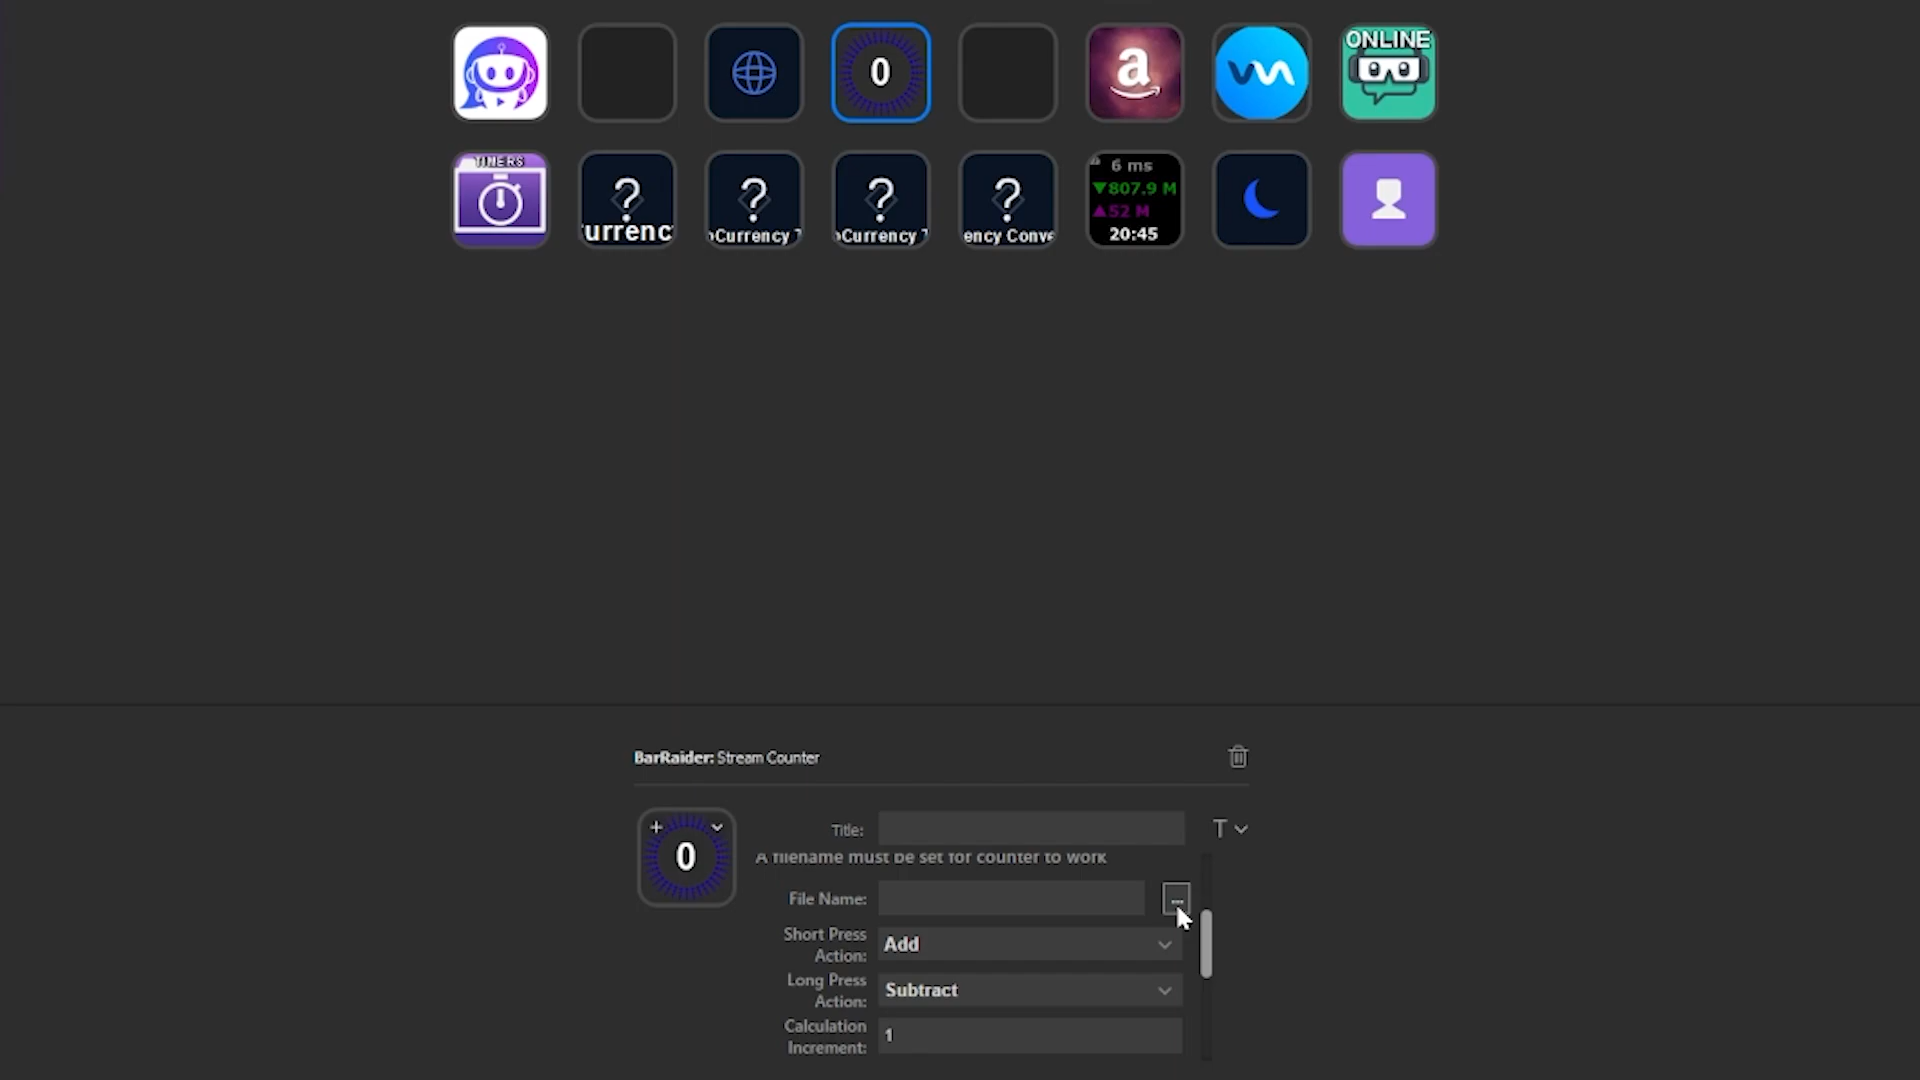 0
a
ONLINE
TIMERS
?
urrenc
?
oCurrency T
?
oCurrency T
?
ency Conve
6 ms
▼807.9 M
▲52 M
20:45
BarRaider: Stream Counter
+
0
Title:
T
A filename must be set for counter to work
File Name:
...
Short Press
Action:
Add
Long Press
Action:
Subtract
Calculation
Increment:
1